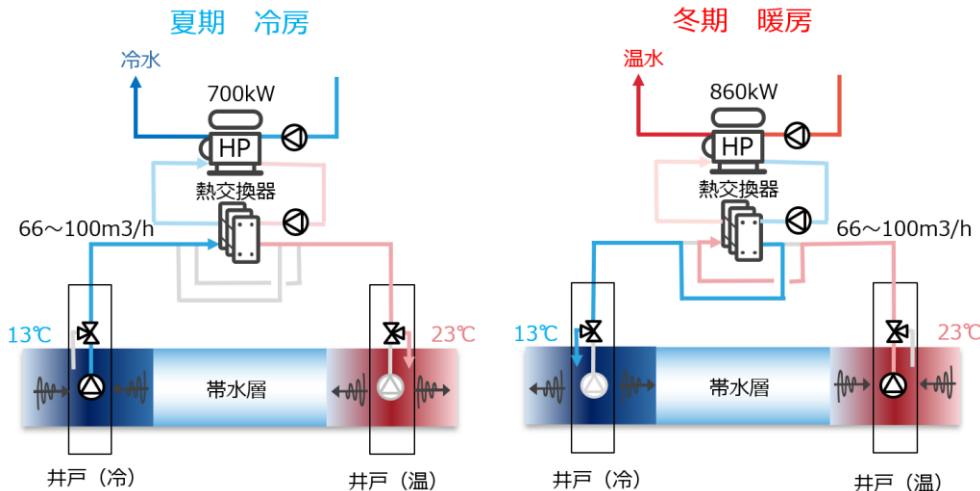 夏期　冷房
冷水
700kW
HP
熱交換器
66～100m3/h
13℃
23℃
帯水層
井戸（冷）
井戸（温）
冬期　暖房
温水
860kW
HP
熱交換器
66～100m3/h
13℃
23℃
帯水層
井戸（冷）
井戸（温）